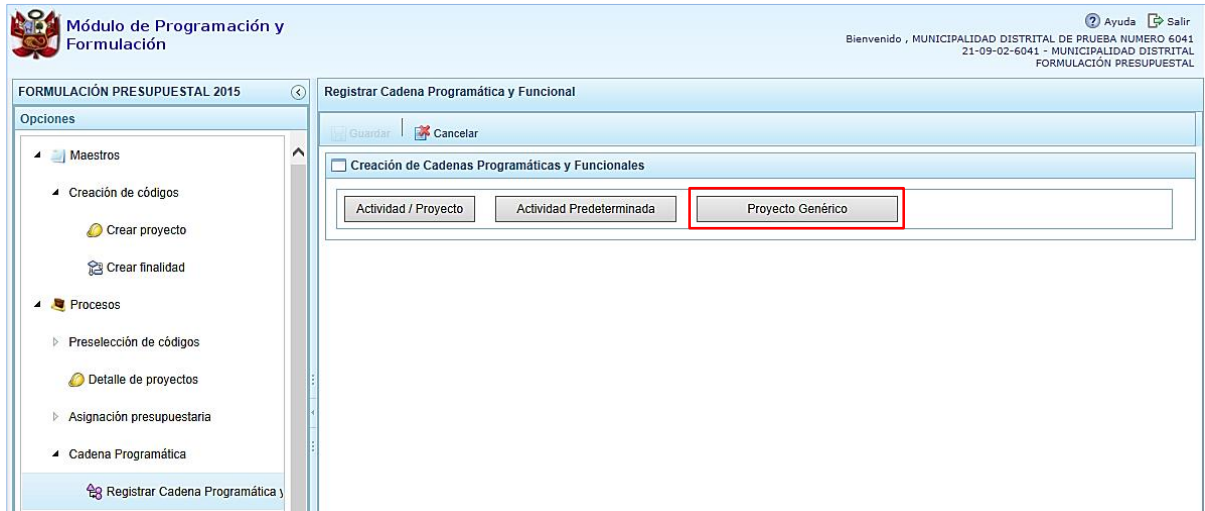 Módulo de Programación y
Formulación
Ayuda Salir
Bienvenido , MUNICIPALIDAD DISTRITAL DE PRUEBA NUMERO 6041
21-09-02-6041 - MUNICIPALIDAD DISTRITAL
FORMULACIÓN PRESUPUESTAL
FORMULACIÓN PRESUPUESTAL 2015
Opciones
Maestros
Creación de códigos
Crear proyecto
Crear finalidad
Procesos
Preselección de códigos
Detalle de proyectos
Asignación presupuestaria
Cadena Programática
Registrar Cadena Programática y
Registrar Cadena Programática y Funcional
Guardar Cancelar
Creación de Cadenas Programáticas y Funcionales
Actividad / Proyecto Actividad Predeterminada Proyecto Genérico